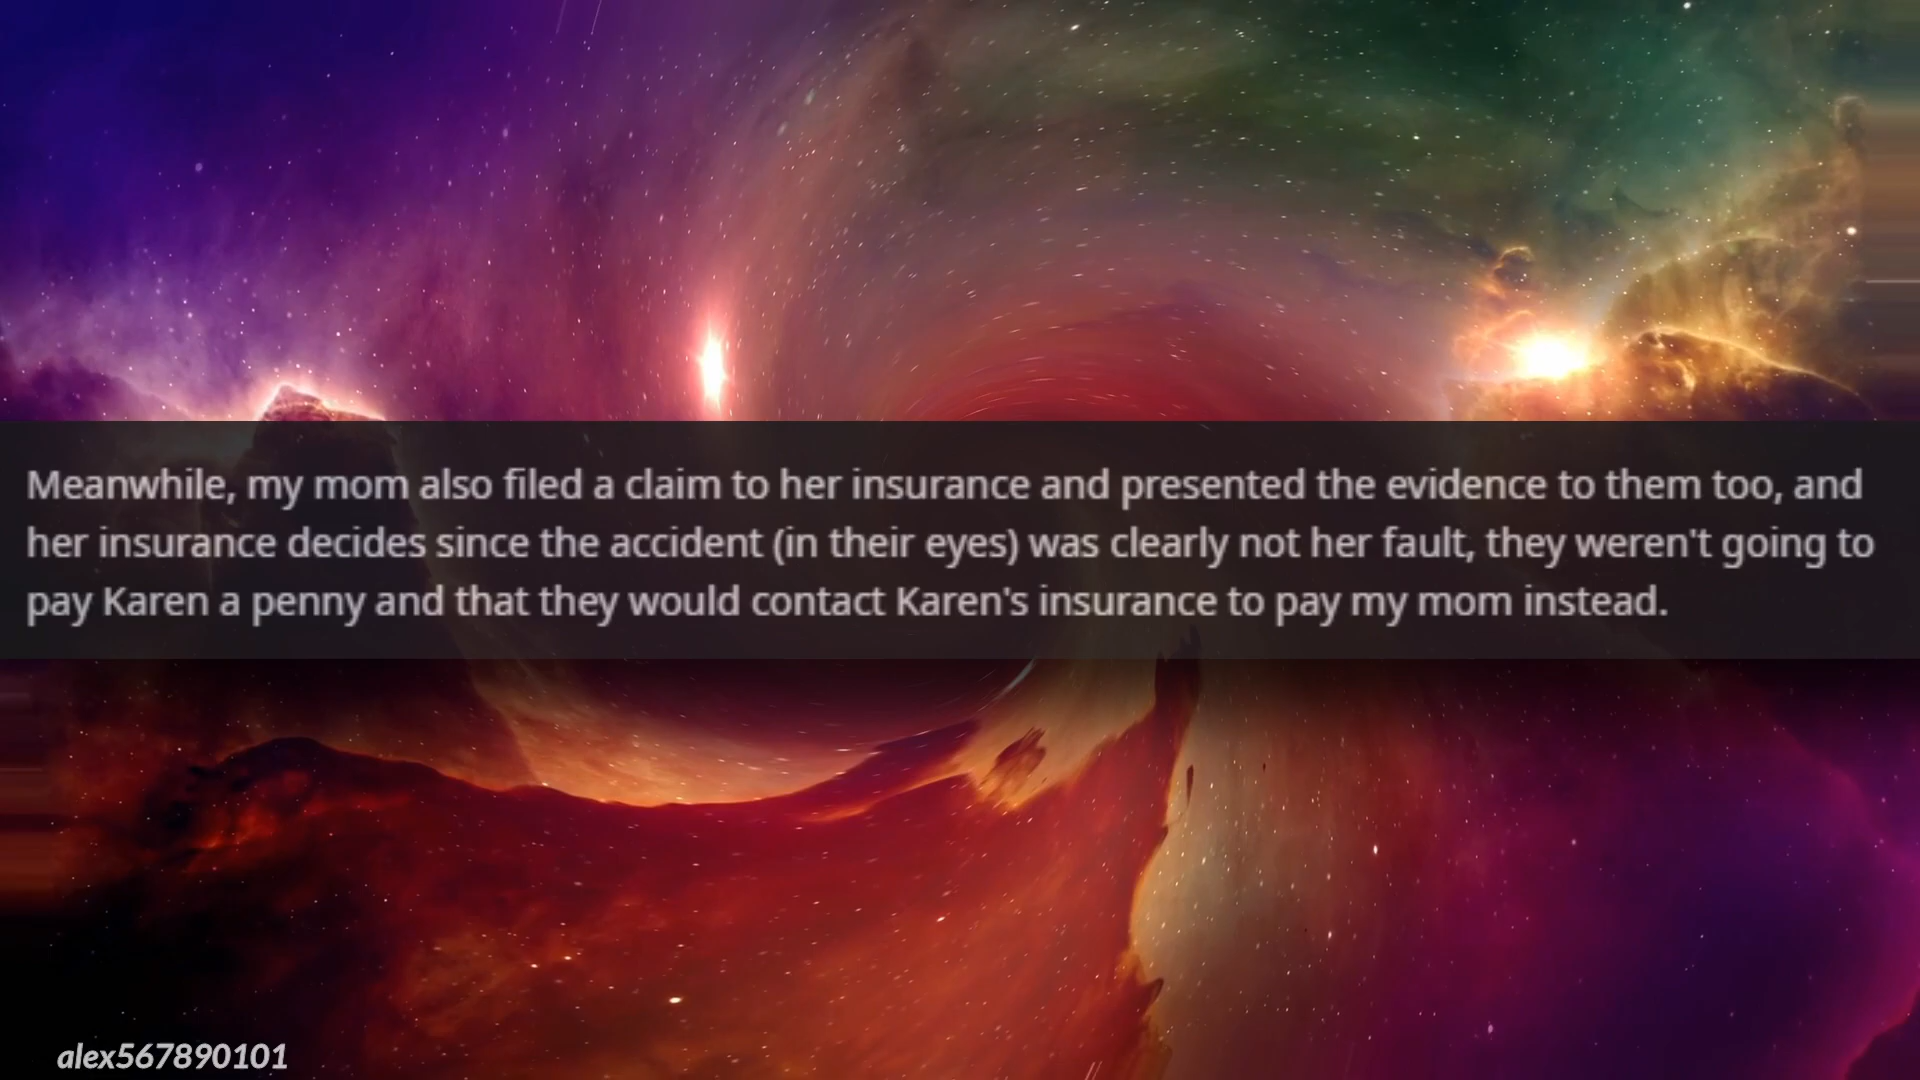 Meanwhile, my mom also filed a claim to her insurance and presented the evidence to them too, and
her insurance decides since the accident (in their eyes) was clearly not her fault, they weren't going to
pay Karen a penny and that they would contact Karen's insurance to pay my mom instead.
alex567890101